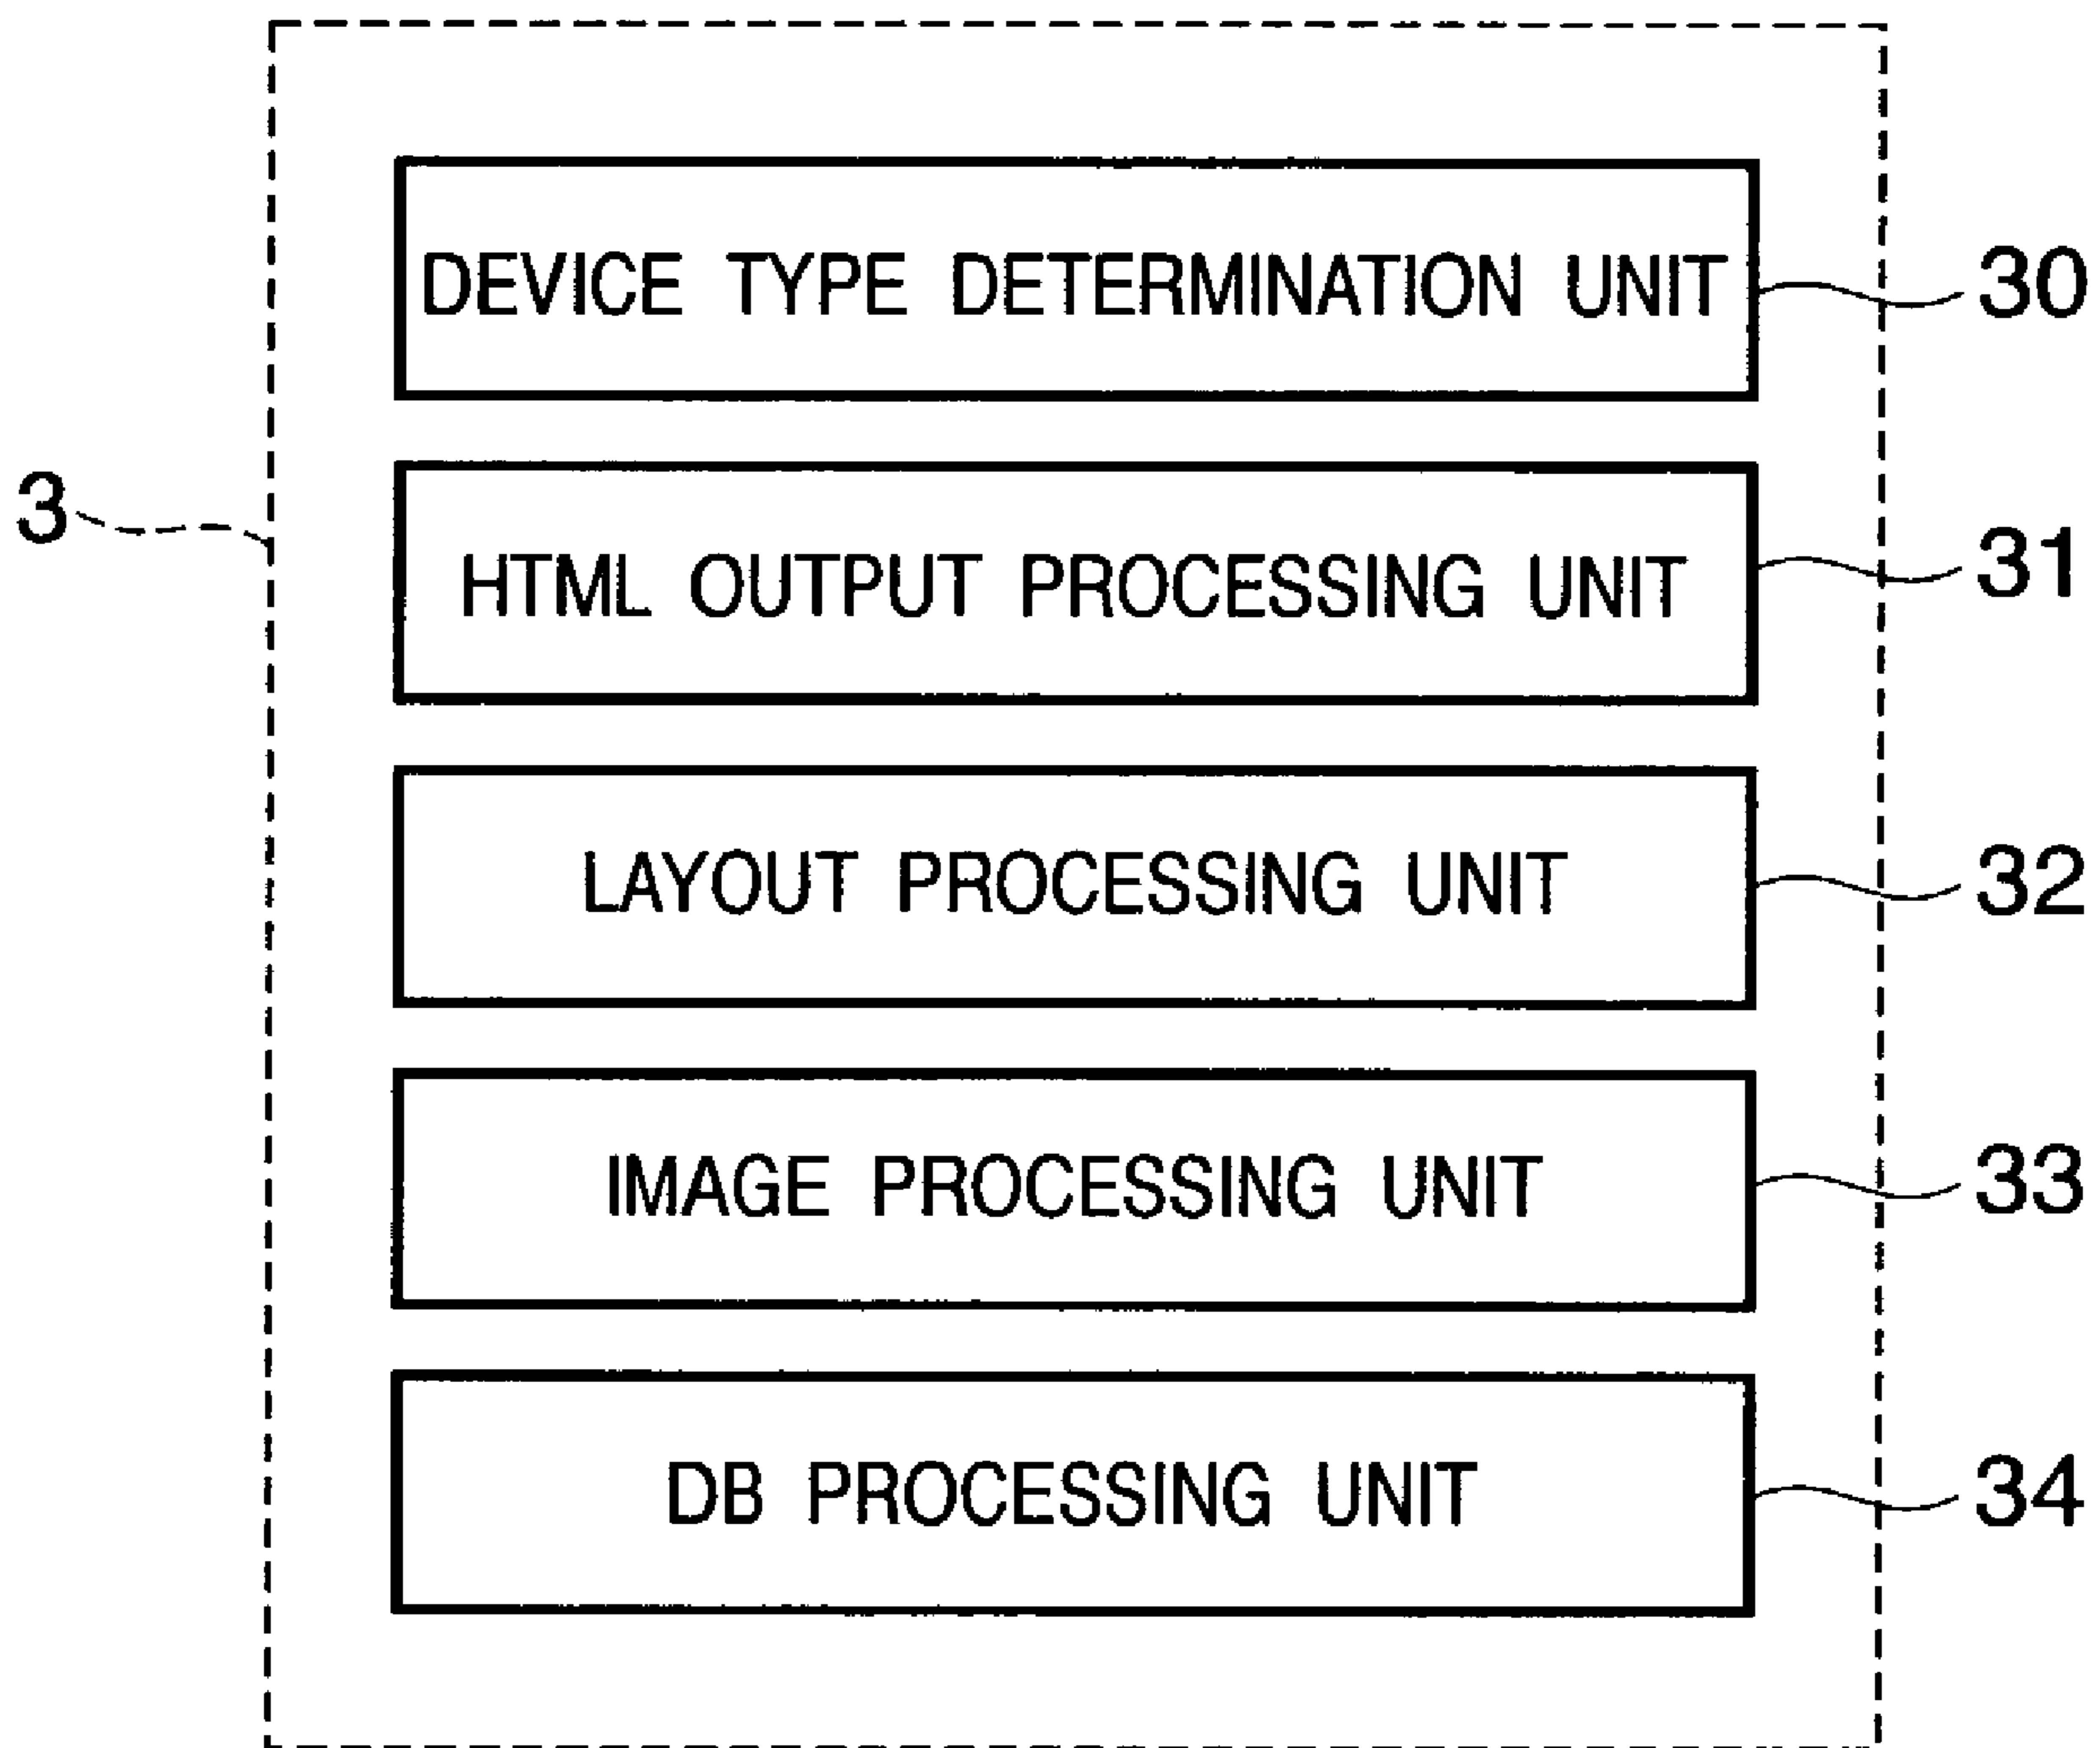 DEVICE TYPE DETERMINATION UNIT
30
3
HTML OUTPUT PROCESSING UNIT
31
LAYOUT PROCESSING UNIT
32
IMAGE PROCESSING UNIT
33
DB PROCESSING UNIT
34